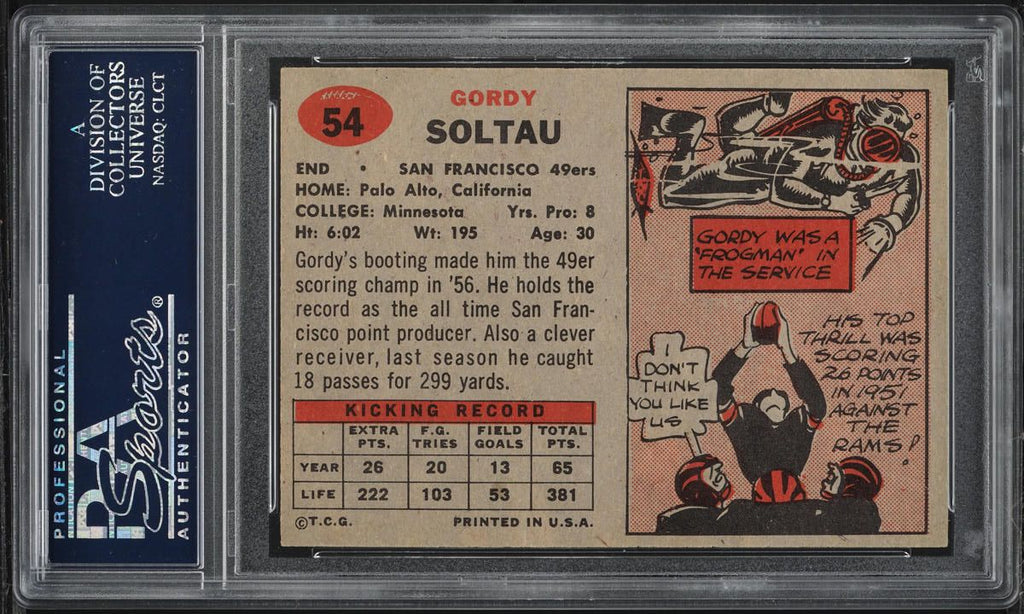 A
DIVISION OF
COLLECTORS
UNIVERSE
NASDAQ: CLCT
PROFESSIONAL
PSA
Sports®
AUTHENTICATOR
54
GORDY
SOLTAU
END • SAN FRANCISCO 49ers
HOME: Palo Alto, California
COLLEGE: Minnesota Yrs. Pro: 8
Ht: 6:02 Wt: 195 Age: 30
Gordy's booting made him the 49er
scoring champ in '56. He holds the
record as the all time San Fran-
cisco point producer. Also a clever
receiver, last season he caught
18 passes for 299 yards.
KICKING RECORD
EXTRA PTS. F.G. TRIES FIELD GOALS TOTAL PTS.
YEAR 26 20 13 65
LIFE 222 103 53 381
©T.C.G. PRINTED IN U.S.A.
GORDY WAS A
"FROGMAN" IN
THE SERVICE
HIS TOP
THRILL WAS
SCORING
26 POINTS
IN 1951
AGAINST
THE
RAMS!
I
DON'T
THINK
YOU LIKE
US